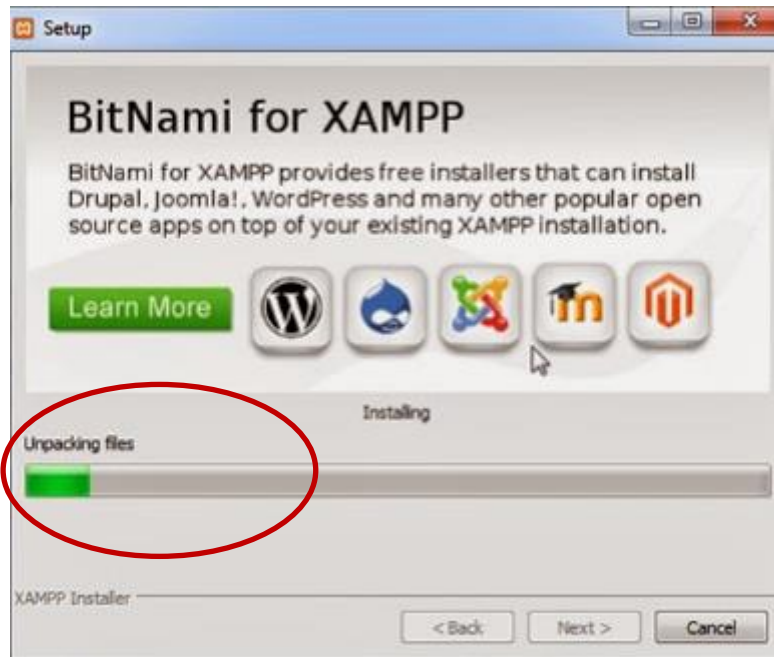 Setup
BitNami for XAMPP
BitNami for XAMPP provides free installers that can install
Drupal, Joomla!, WordPress and many other popular open
source apps on top of your existing XAMPP installation.
Learn More
Installing
Unpacking files
XAMPP Installer
< Back
Next >
Cancel